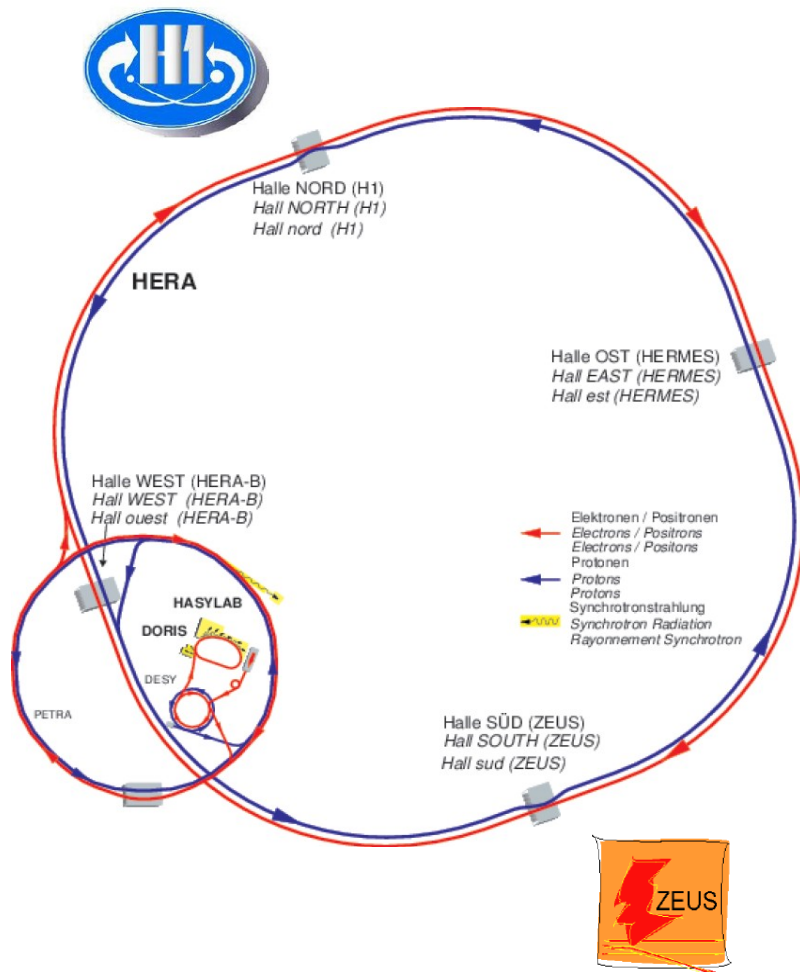 H1
Halle NORD (H1)
Hall NORTH (H1)
Hall nord (H1)
HERA
Halle OST (HERMES)
Hall EAST (HERMES)
Hall est (HERMES)
Halle WEST (HERA-B)
Hall WEST (HERA-B)
Hall ouest (HERA-B)
Elektronen / Positronen
Electrons / Positrons
Electrons / Positons
Protonen
Protons
Protons
Synchrotronstrahlung
Synchrotron Radiation
Rayonnement Synchrotron
HASYLAB
DORIS
DESY
PETRA
Halle SÜD (ZEUS)
Hall SOUTH (ZEUS)
Hall sud (ZEUS)
ZEUS